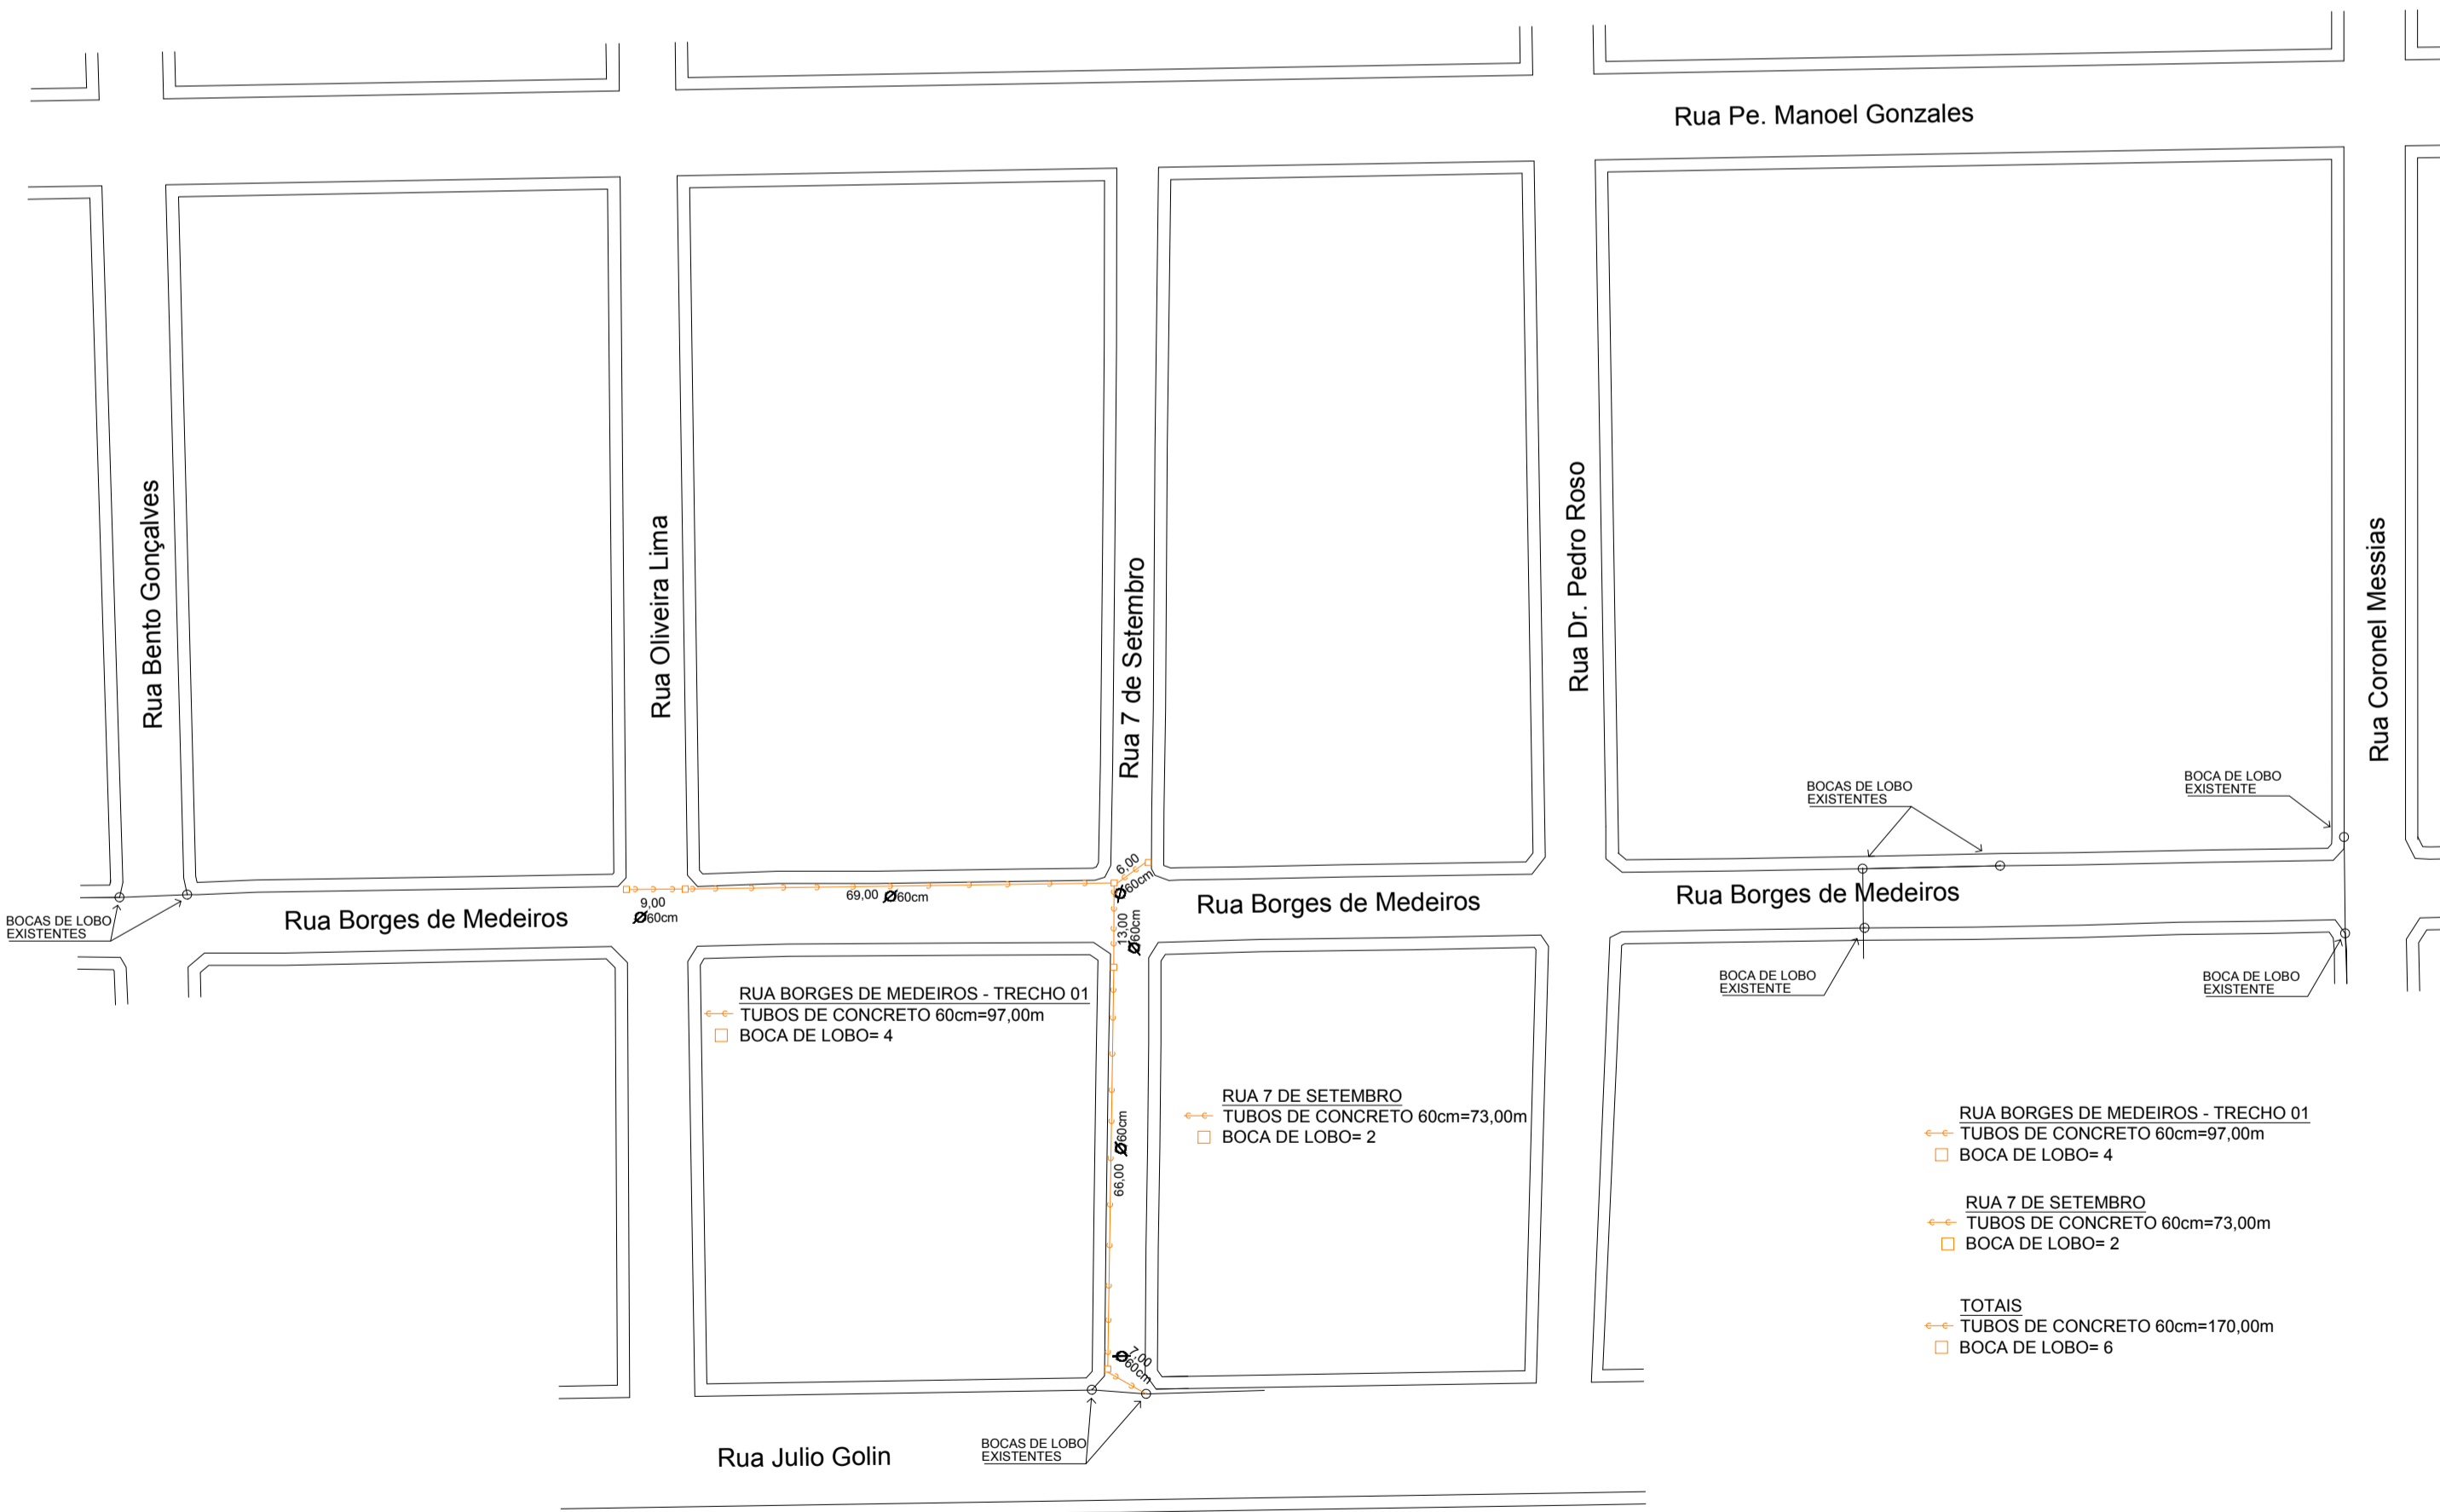 Rua Pe. Manoel Gonzales
Rua Bento Gonçalves
Rua Oliveira Lima
Rua 7 de Setembro
Rua Dr. Pedro Roso
Rua Coronel Messias
BOCAS DE LOBO
EXISTENTES
BOCA DE LOBO
EXISTENTE
6,00
Ø60cm
9,00
Ø60cm
69,00 Ø60cm
13,00
Ø60cm
Rua Borges de Medeiros
Rua Borges de Medeiros
Rua Borges de Medeiros
BOCAS DE LOBO
EXISTENTES
BOCA DE LOBO
EXISTENTE
BOCA DE LOBO
EXISTENTE
RUA BORGES DE MEDEIROS - TRECHO 01
TUBOS DE CONCRETO 60cm=97,00m
BOCA DE LOBO= 4
RUA 7 DE SETEMBRO
TUBOS DE CONCRETO 60cm=73,00m
BOCA DE LOBO= 2
66,00 Ø60cm
RUA BORGES DE MEDEIROS - TRECHO 01
TUBOS DE CONCRETO 60cm=97,00m
BOCA DE LOBO= 4
RUA 7 DE SETEMBRO
TUBOS DE CONCRETO 60cm=73,00m
BOCA DE LOBO= 2
TOTAIS
TUBOS DE CONCRETO 60cm=170,00m
BOCA DE LOBO= 6
7,00
Ø60cm
BOCAS DE LOBO
EXISTENTES
Rua Julio Golin